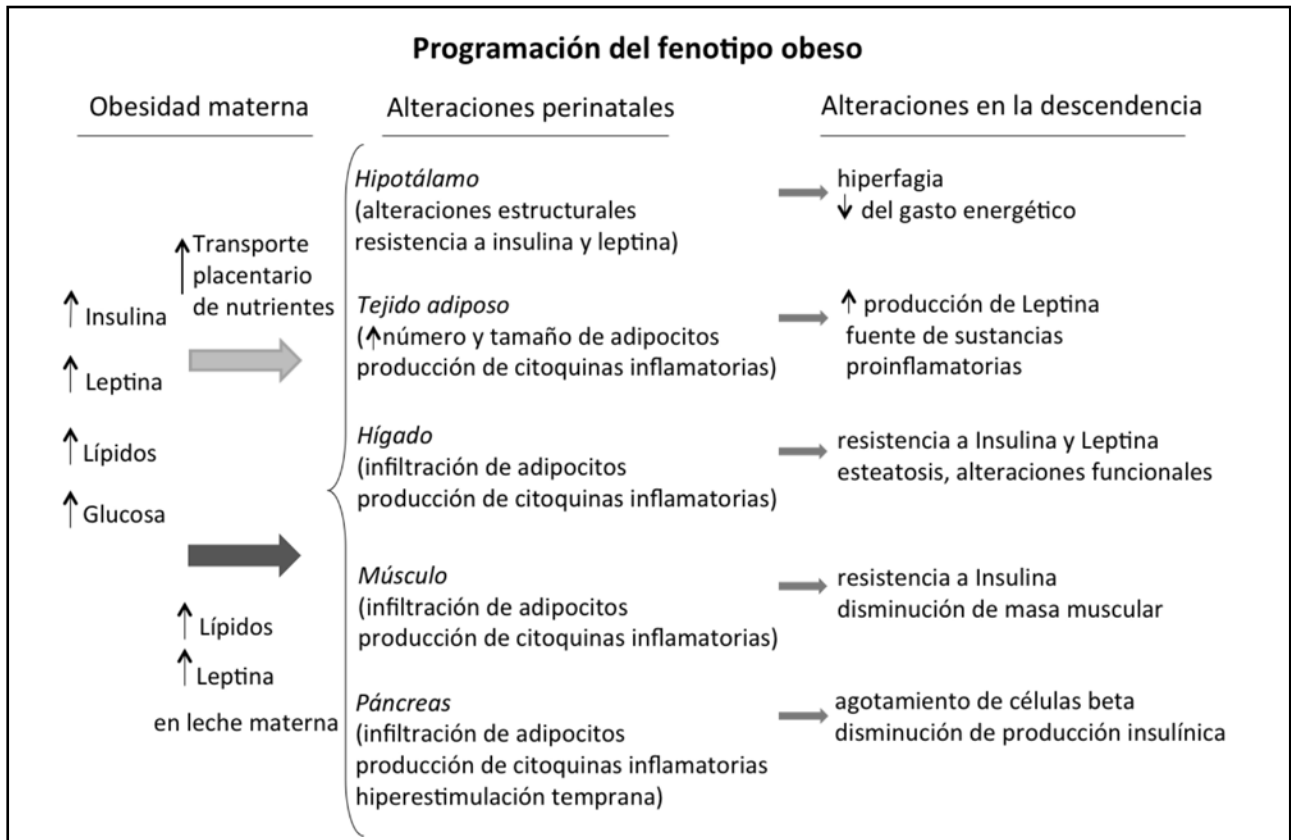 Programación del fenotipo obeso
Obesidad materna
Alteraciones perinatales
Alteraciones en la descendencia
↑ Transporte
placentario
de nutrientes
↑ Insulina
↑ Leptina
↑ Lípidos
↑ Glucosa
↑ Lípidos
↑ Leptina
en leche materna
Hipotálamo
(alteraciones estructurales
resistencia a insulina y leptina)
hiperfagia
↓ del gasto energético
Tejido adiposo
(↑número y tamaño de adipocitos
producción de citoquinas inflamatorias)
↑ producción de Leptina
fuente de sustancias
proinflamatorias
Hígado
(infiltración de adipocitos
producción de citoquinas inflamatorias)
resistencia a Insulina y Leptina
esteatosis, alteraciones funcionales
Músculo
(infiltración de adipocitos
producción de citoquinas inflamatorias)
resistencia a Insulina
disminución de masa muscular
Páncreas
(infiltración de adipocitos
producción de citoquinas inflamatorias
hiperestimulación temprana)
agotamiento de células beta
disminución de producción insulínica